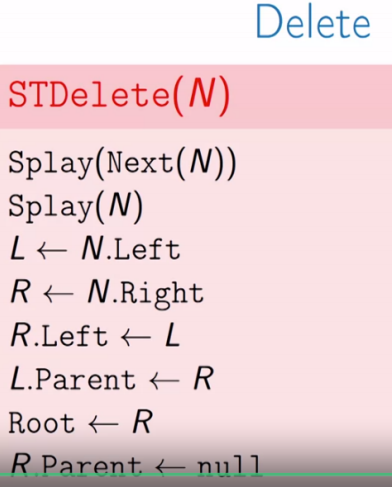 Delete
STDelete(N)
Splay(Next(N))
Splay(N)
L ← N.Left
R ← N.Right
R.Left ← L
L.Parent ← R
Root ← R
R.Parent ← null